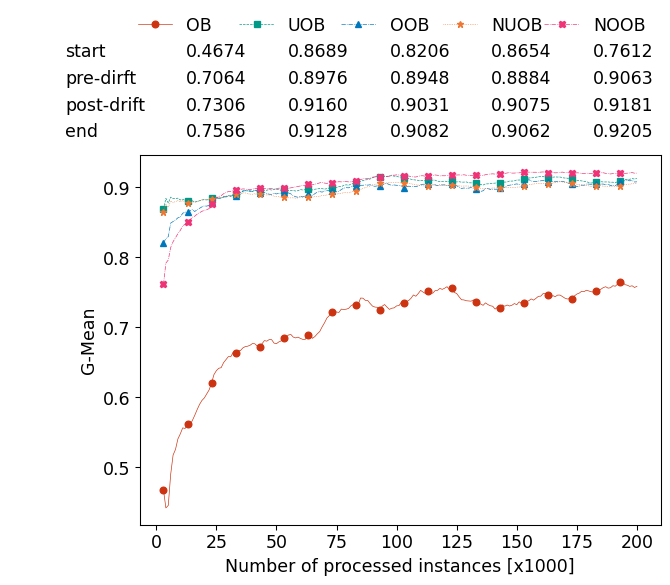 OB UOB OOB NUOB NOOB
start 0.4674 0.8689 0.8206 0.8654 0.7612
pre-dirft 0.7064 0.8976 0.8948 0.8884 0.9063
post-drift 0.7306 0.9160 0.9031 0.9075 0.9181
end 0.7586 0.9128 0.9082 0.9062 0.9205
0.9
0.8
0.7
0.6
0.5
G-Mean
0 25 50 75 100 125 150 175 200
Number of processed instances [x1000]